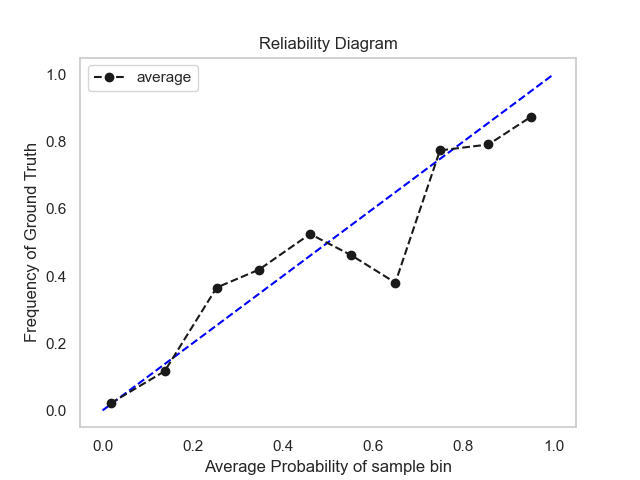 Reliability Diagram
average
1.0
0.8
0.6
0.4
0.2
0.0
Frequency of Ground Truth
0.0 0.2 0.4 0.6 0.8 1.0
Average Probability of sample bin